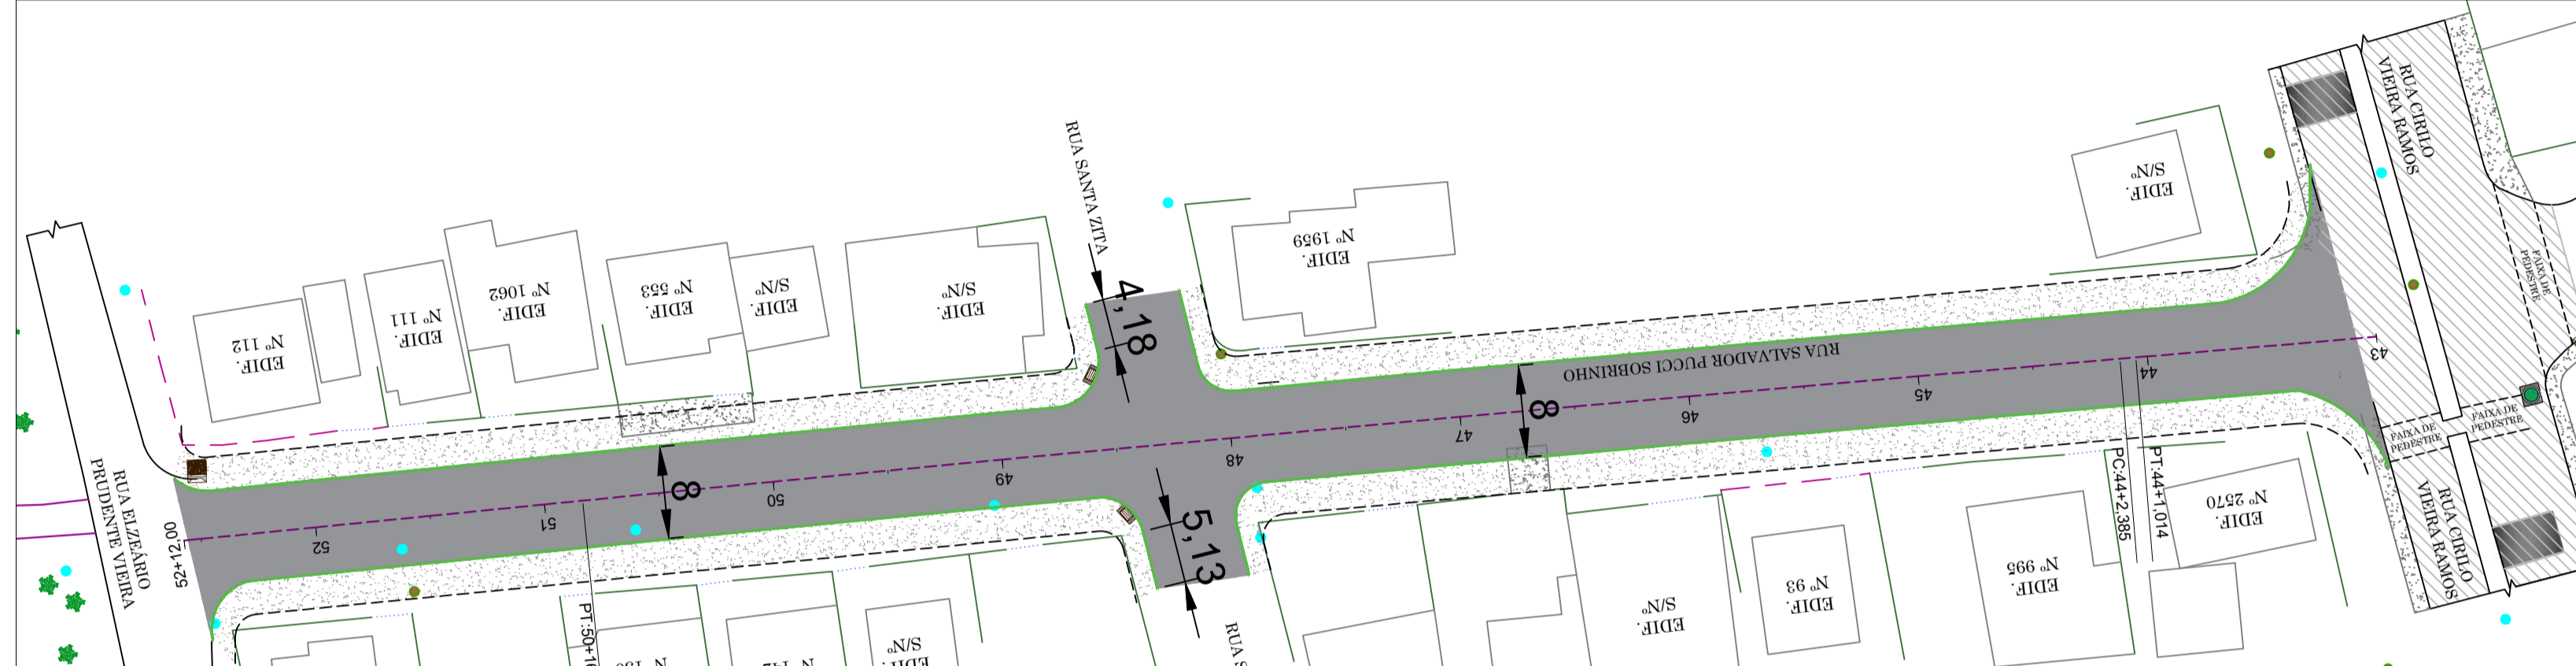 RUA ELZEÁRIO
PRUDENTE VIEIRA
52+12,00
EDIF.
Nº 112
EDIF.
Nº 111
EDIF.
Nº 1062
EDIF.
Nº 553
EDIF.
S/Nº
EDIF.
S/Nº
RUA SANTA ZITA
4,18
EDIF.
Nº 1959
EDIF.
S/Nº
RUA CIRILO
VIEIRA RAMOS
FAIXA DE
PEDESTRE
RUA SALVADOR PUCCI SOBRINHO
8
8
52
51
50
49
48
47
46
45
44
43
5,13
FAIXA DE
PEDESTRE
FAIXA DE
PEDESTRE
PC:44+2,385
PT:44+1,014
EDIF.
Nº 2570
RUA CIRILO
VIEIRA RAMOS
EDIF.
Nº 995
EDIF.
Nº 93
EDIF.
S/Nº
EDIF.
S/Nº